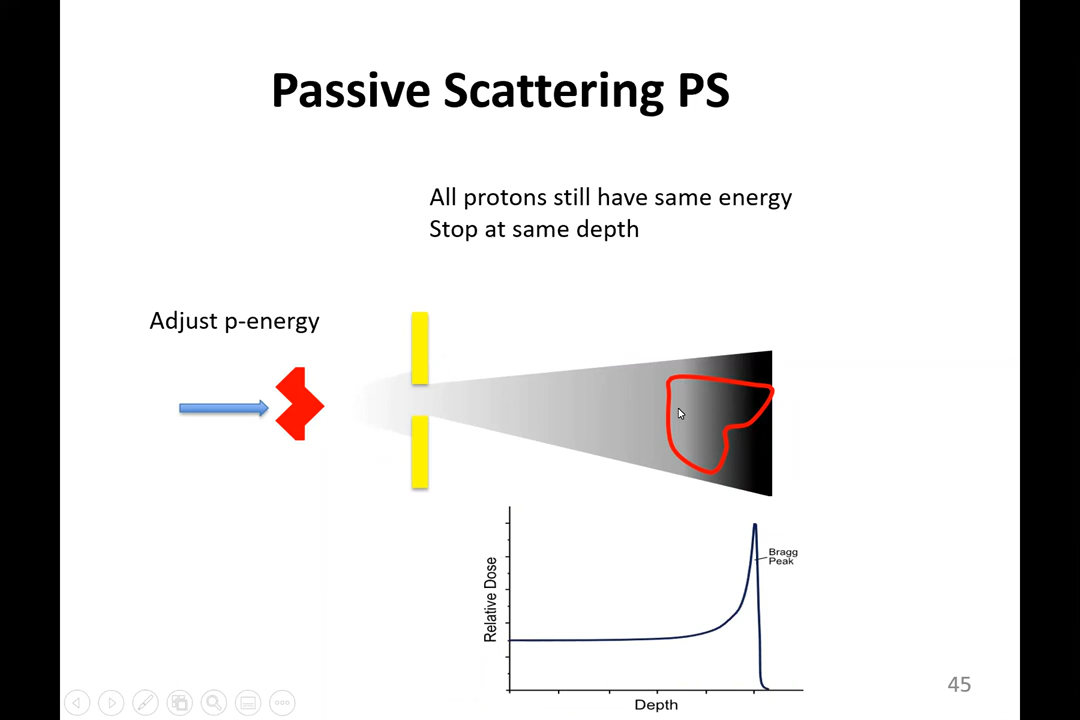 Passive Scattering PS
All protons still have same energy
Stop at same depth
Adjust p-energy
Bragg
Peak
Relative Dose
Depth
45